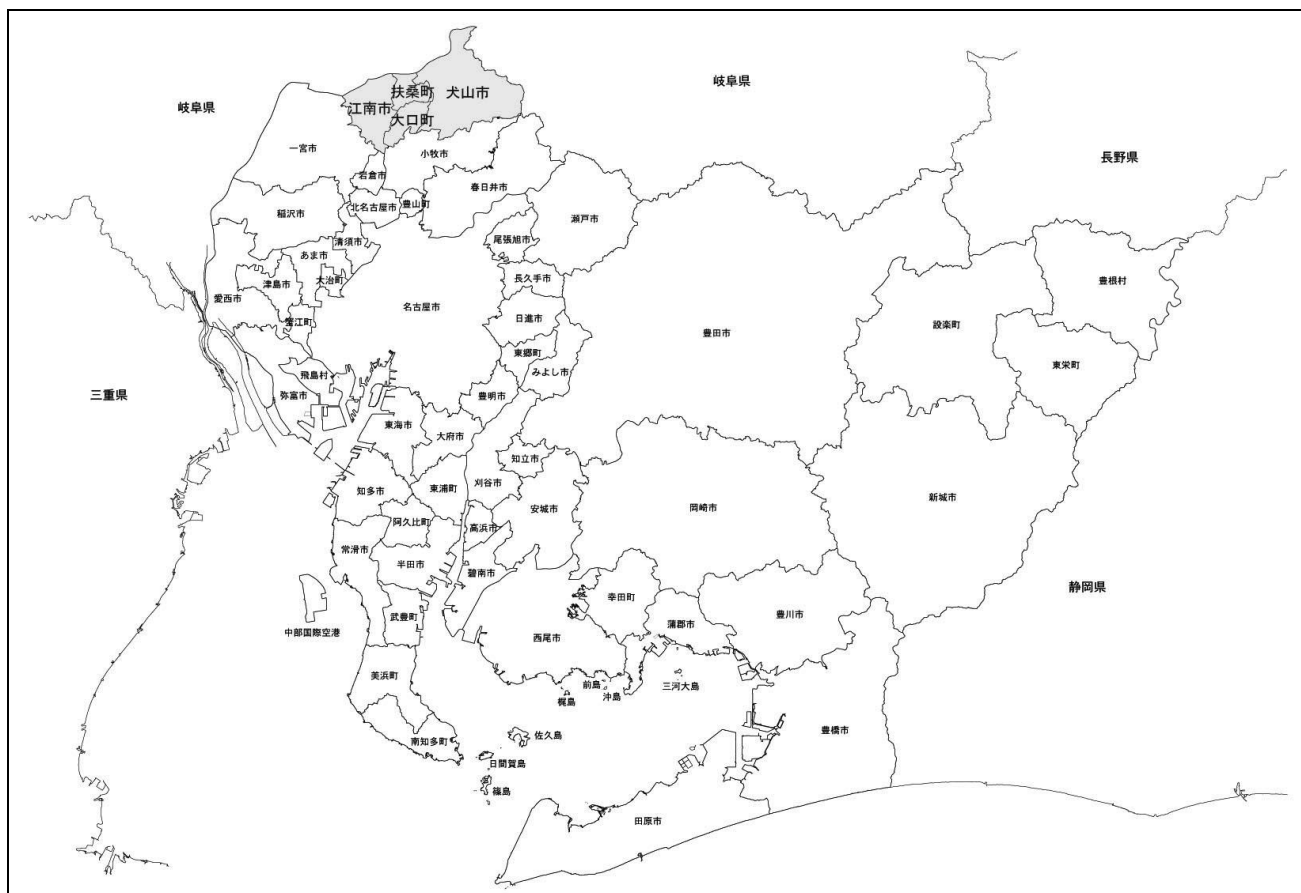 岐阜県
扶桑町
犬山市
江南市
大口町
岐阜県
一宮市
小牧市
長野県
岩倉市
春日井市
稲沢市
北名古屋市
豊山町
瀬戸市
清須市
尾張旭市
あま市
津島市
大治町
長久手市
豊根村
愛西市
名古屋市
蟹江町
日進市
豊田市
設楽町
東郷町
飛島村
みよし市
東栄町
三重県
弥富市
豊明市
東海市
大府市
知立市
知多市
東浦町
刈谷市
岡崎市
新城市
安城市
阿久比町
高浜市
常滑市
半田市
碧南市
静岡県
幸田町
武豊町
豊川市
中部国際空港
西尾市
蒲郡市
美浜町
前島
三河大島
梶島
沖島
豊橋市
南知多町
佐久島
日間賀島
篠島
田原市